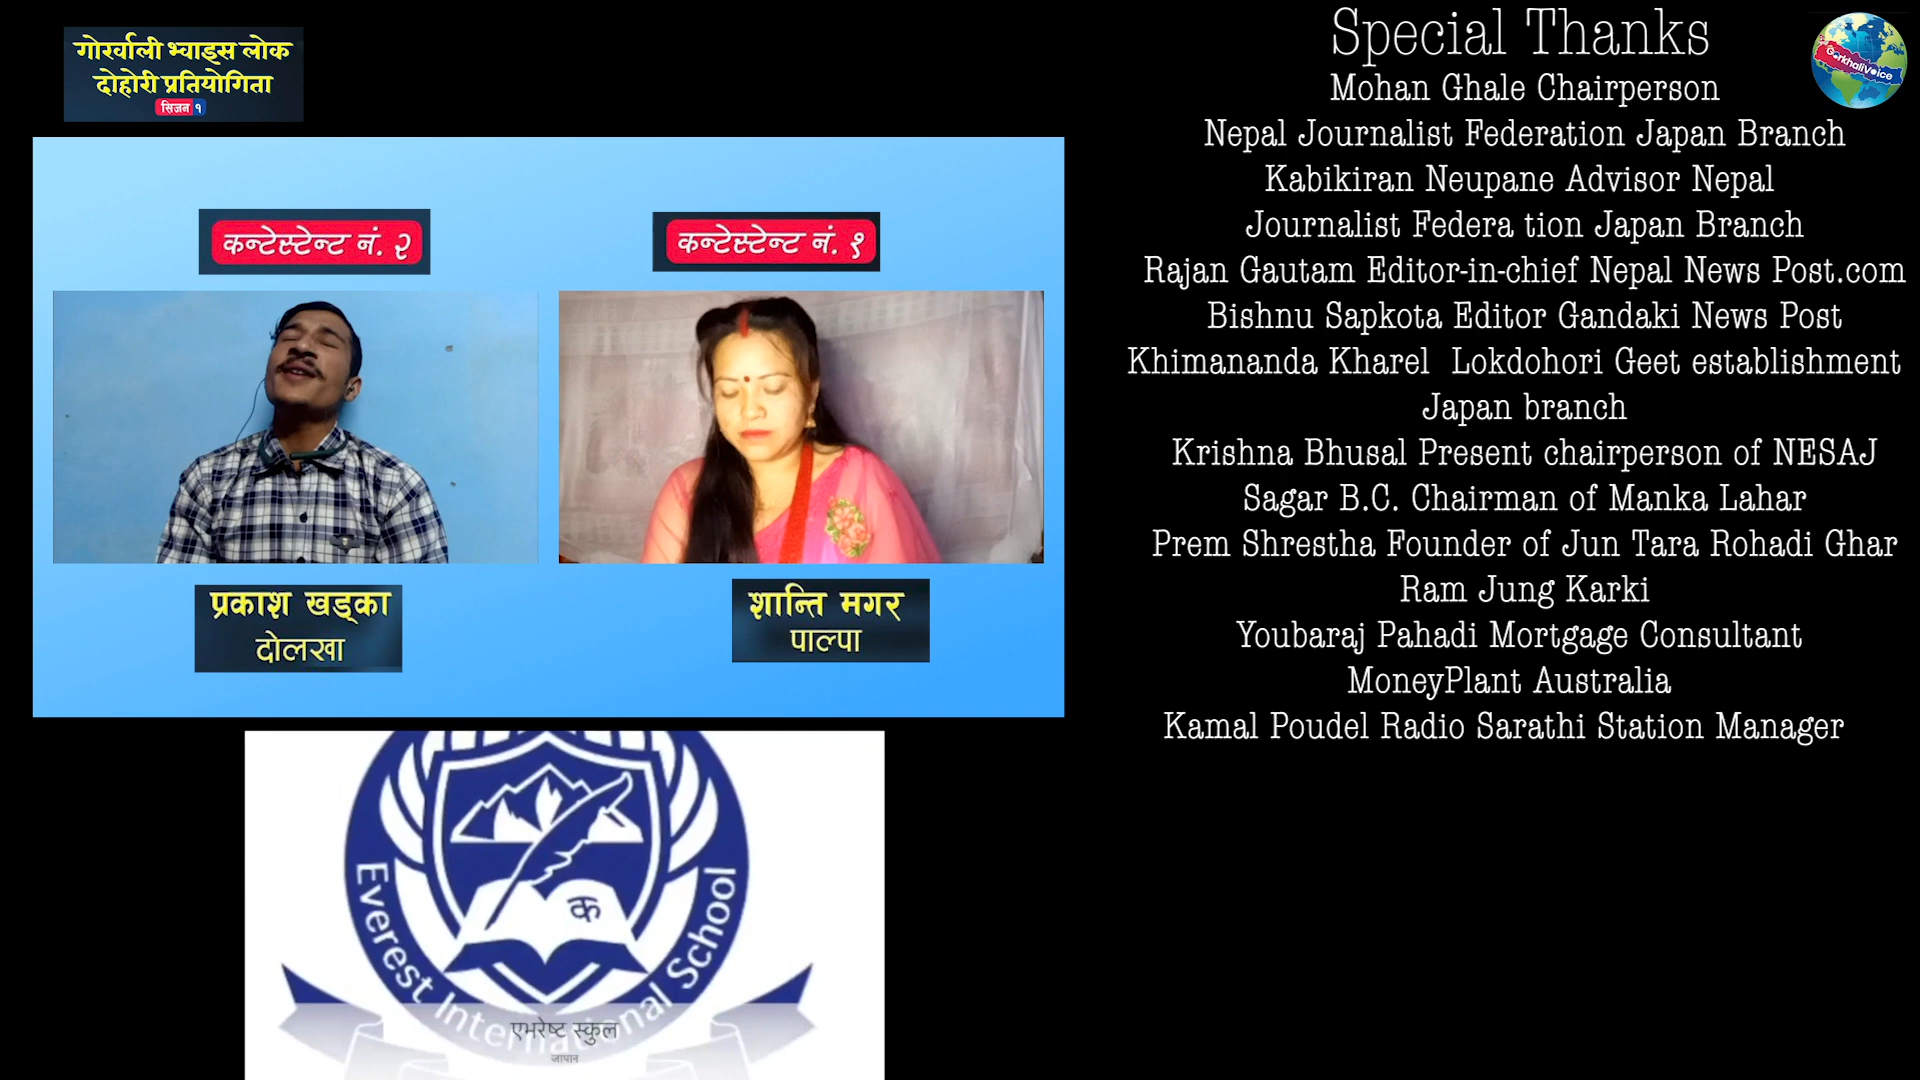 गोर्खाली भ्वाइस लोक
दोहोरी प्रतियोगिता
सिजन १
कन्टेस्टेन्ट नं. २
कन्टेस्टेन्ट नं. १
प्रकाश खड्का
दोलखा
शान्ति मगर
पाल्पा
क
Everest International School
एभरेष्ट स्कुल
जापान
GorkhaliVoice
Special Thanks
Mohan Ghale Chairperson
Nepal Journalist Federation Japan Branch
Kabikiran Neupane Advisor Nepal
Journalist Federa tion Japan Branch
Rajan Gautam Editor-in-chief Nepal News Post.com
Bishnu Sapkota Editor Gandaki News Post
Khimananda Kharel Lokdohori Geet establishment
Japan branch
Krishna Bhusal Present chairperson of NESAJ
Sagar B.C. Chairman of Manka Lahar
Prem Shrestha Founder of Jun Tara Rohadi Ghar
Ram Jung Karki
Youbaraj Pahadi Mortgage Consultant
MoneyPlant Australia
Kamal Poudel Radio Sarathi Station Manager